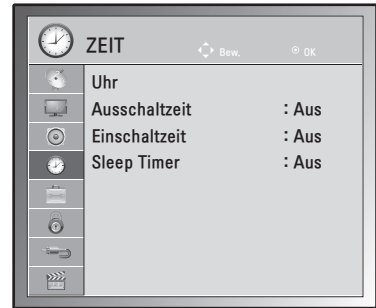 ZEIT Bew. OK
Uhr
Ausschaltzeit : Aus
Einschaltzeit : Aus
Sleep Timer : Aus